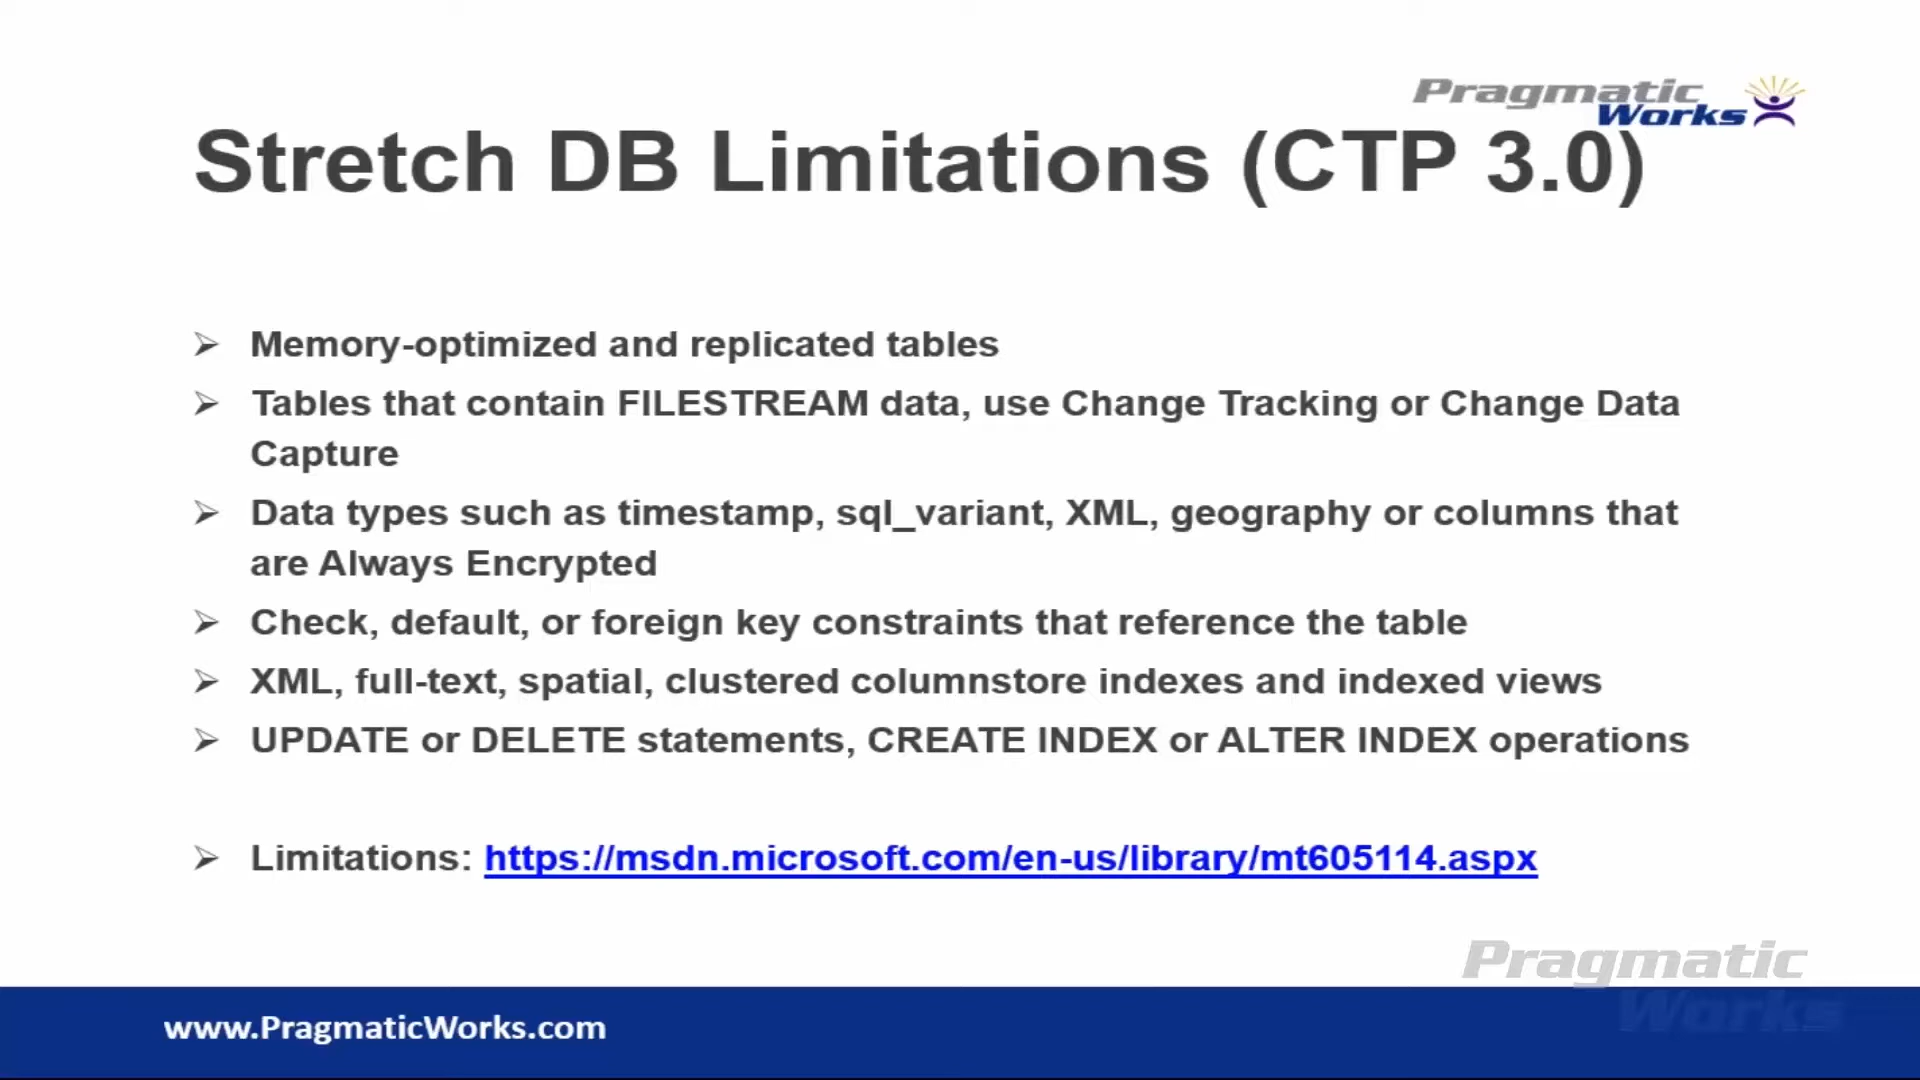 Pragmatic
Works
Stretch DB Limitations (CTP 3.0)
Memory-optimized and replicated tables
Tables that contain FILESTREAM data, use Change Tracking or Change Data
Capture
Data types such as timestamp, sql_variant, XML, geography or columns that
are Always Encrypted
Check, default, or foreign key constraints that reference the table
XML, full-text, spatial, clustered columnstore indexes and indexed views
UPDATE or DELETE statements, CREATE INDEX or ALTER INDEX operations
Limitations: https://msdn.microsoft.com/en-us/library/mt605114.aspx
Pragmatic
Works
www.PragmaticWorks.com